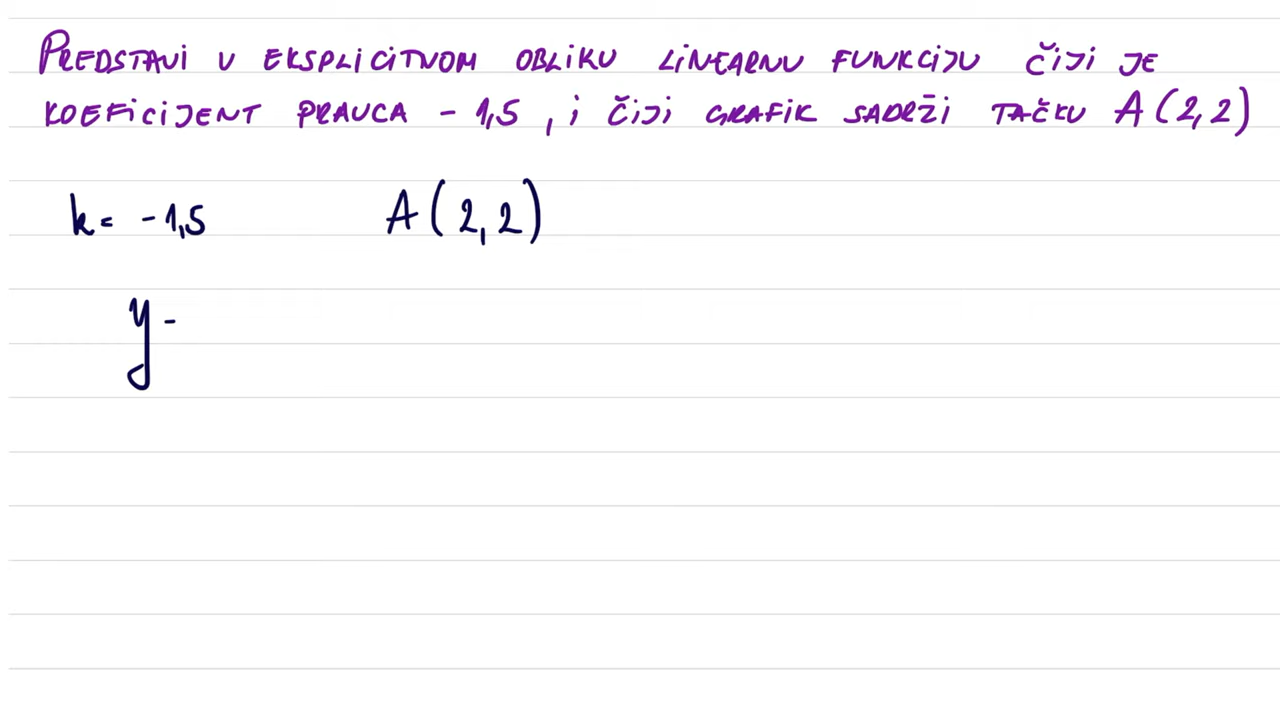 PREDSTAVI U EKSPLICITNOM OBLIKU LINEARNU FUNKCIJU ČIJI JE
KOEFICIJENT PRAVCA - 1,5 , i ČIJI GRAFIK SADRŽI TAČKU A(2,2)
k= -1,5 A(2,2)
y -